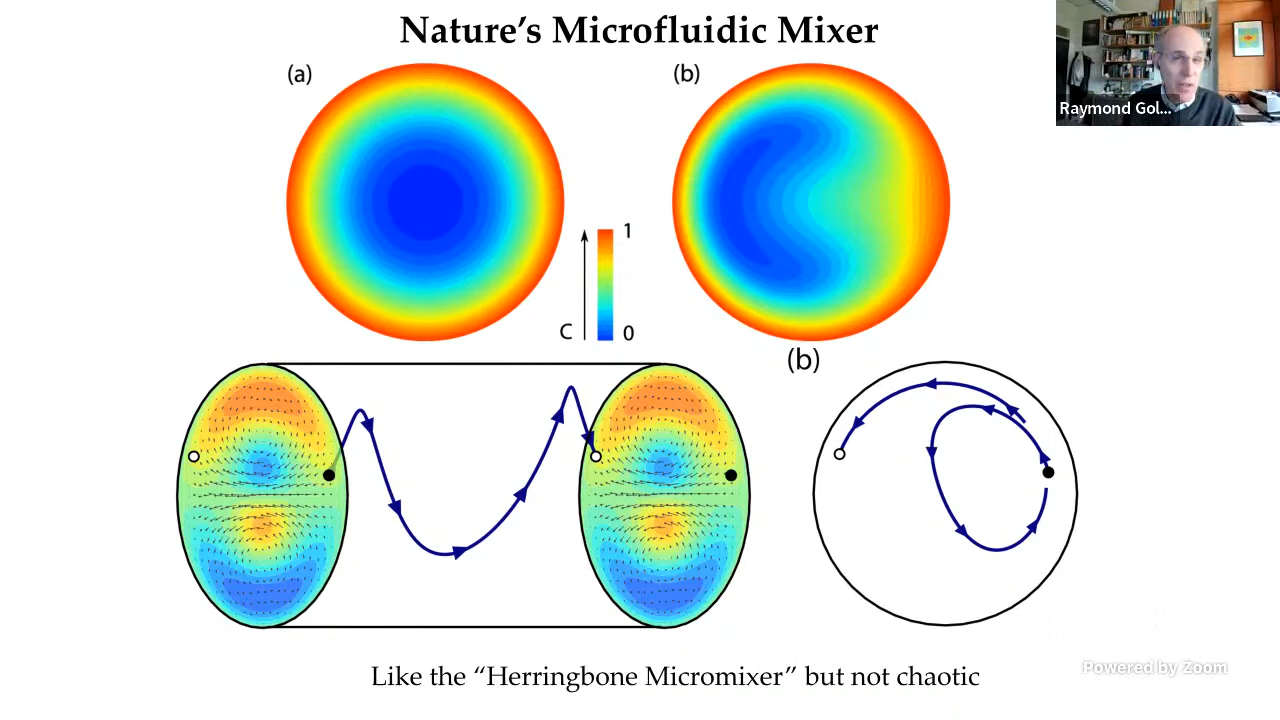 Nature's Microfluidic Mixer
(a)
(b)
Raymond Gol...
1
C
0
(b)
Like the “Herringbone Micromixer” but not chaotic
Powered by Zoom